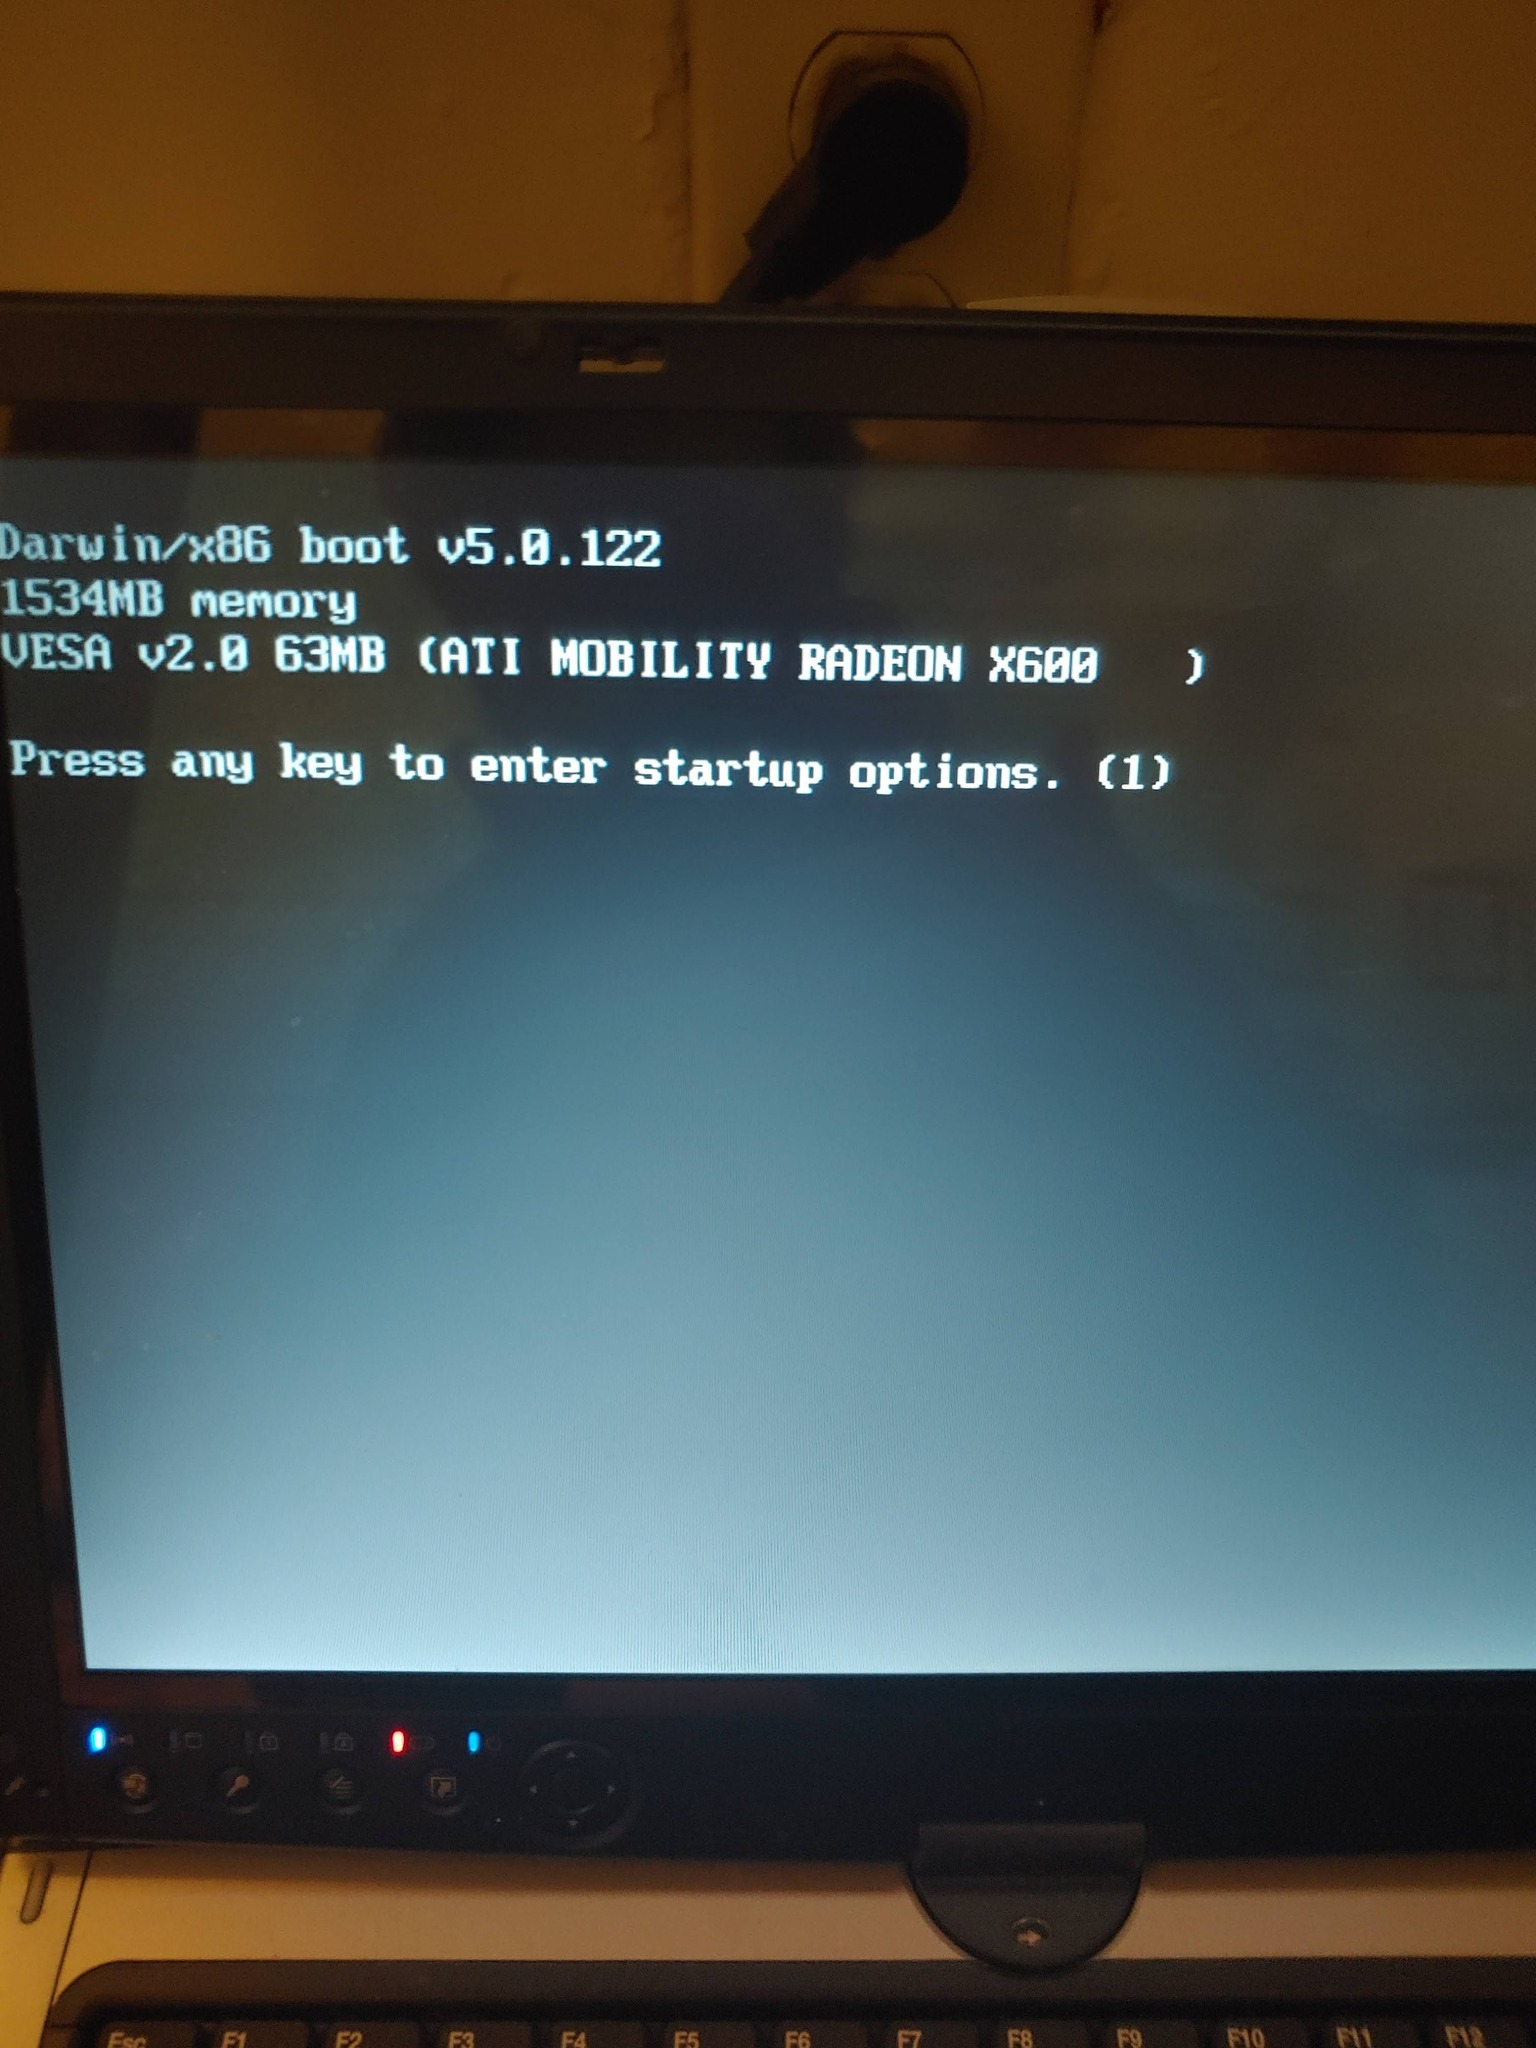 Darwin/x86 boot v5.0.122
1534MB memory
VESA v2.0 63MB (ATI MOBILITY RADEON X600   )
Press any key to enter startup options. (1)
Esc F1 F2 F3 F4 F5 F6 F7 F8 F9 F10 F11 F12